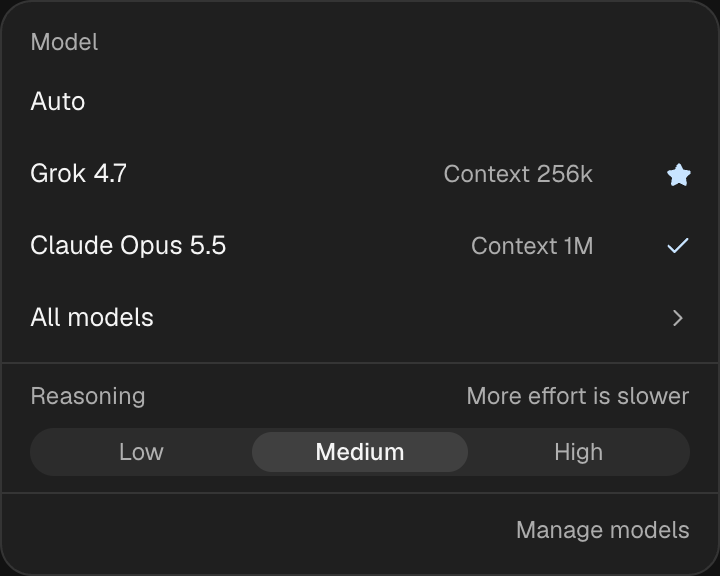 Model
Auto
Grok 4.7 Context 256k
Claude Opus 5.5 Context 1M
All models
Reasoning More effort is slower
Low Medium High
Manage models